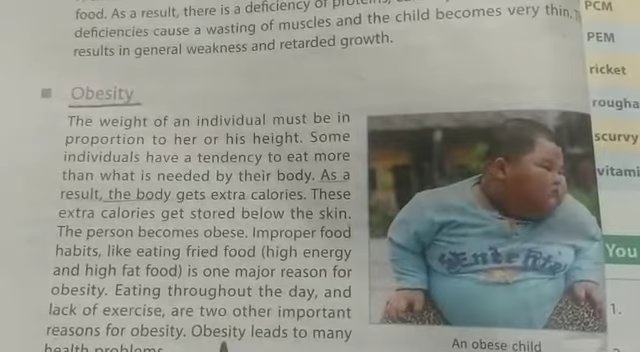 food. As a result, there is a deficiency of
deficiencies cause a wasting of muscles and the child becomes very thin.
results in general weakness and retarded growth.
Obesity
The weight of an individual must be in
proportion to her or his height. Some
individuals have a tendency to eat more
than what is needed by their body. As a
result, the body gets extra calories. These
extra calories get stored below the skin.
The person becomes obese. Improper food
habits, like eating fried food (high energy
and high fat food) is one major reason for
obesity. Eating throughout the day, and
lack of exercise, are two other important
reasons for obesity. Obesity leads to many
health problems
An obese child
PCM
PEM
ricket
rougha
scurvy
vitami
You
1.